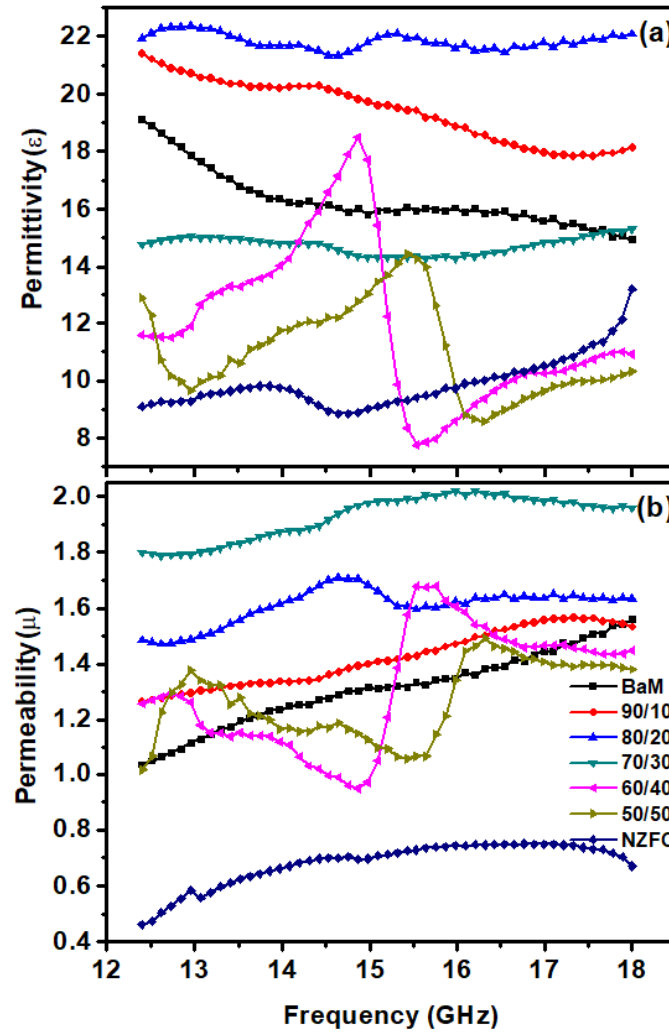 (a)
22
20
18
16
14
12
10
8
Permittivity (ε)
(b)
2.0
1.8
1.6
1.4
1.2
1.0
0.8
0.6
0.4
Permeability (μ)
BaM
90/10
80/20
70/30
60/40
50/50
NZFO
12 13 14 15 16 17 18
Frequency (GHz)